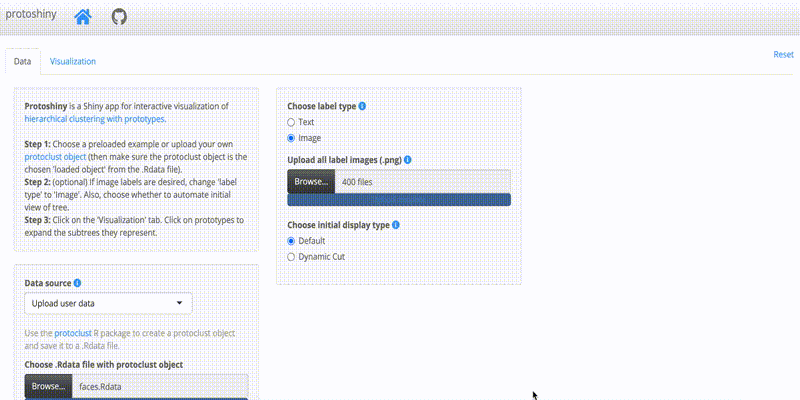 protoshiny
Data
Visualization
Reset
Protoshiny is a Shiny app for interactive visualization of
hierarchical clustering with prototypes.
Step 1: Choose a preloaded example or upload your own
protoclust object (then make sure the protoclust object is the
chosen 'loaded object' from the .Rdata file).
Step 2: (optional) If image labels are desired, change 'label
type' to 'Image'. Also, choose whether to automate initial
view of tree.
Step 3: Click on the 'Visualization' tab. Click on prototypes to
expand the subtrees they represent.
Data source
Upload user data
Use the protoclust R package to create a protoclust object
and save it to a .Rdata file.
Choose .Rdata file with protoclust object
Browse... faces.Rdata
Choose label type
Text
Image
Upload all label images (.png)
Browse... 400 files
Choose initial display type
Default
Dynamic Cut